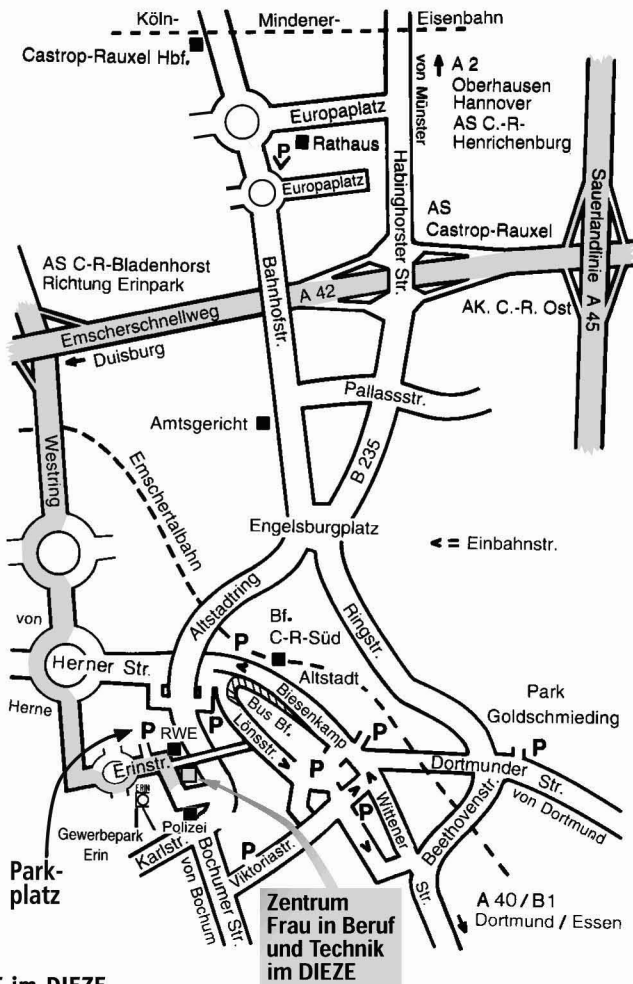 Köln- Mindener- Eisenbahn
Castrop-Rauxel Hbf.
von Münster
A 2
Oberhausen
Hannover
AS C.-R-
Henrichenburg
Europaplatz
P
Rathaus
Europaplatz
Habinghorster Str.
Sauerlandlinie A 45
AS
Castrop-Rauxel
AS C-R-Bladenhorst
Richtung Erinpark
Bahnhofstr.
A 42
AK. C.-R. Ost
Emscherschnellweg
Duisburg
Pallasstr.
Amtsgericht
Westring
Emschertalbahn
B 235
Engelsburgplatz
< = Einbahnstr.
von
Herne
Altstadtring
Ringstr.
Bf.
C-R-Süd
P
Altstadt
Herner Str.
Biesenkamp
Bus Bf.
Lönsstr.
Park
Goldschmieding
P
P
P
RWE
P
Erinstr.
P
P
Dortmunder Str.
von Dortmund
Wittener
Str.
Beethovenstr.
ERIN
Gewerbepark
Erin
Polizei
P
Karlstr.
Viktoriastr.
Bochumer Str.
von Bochum
Park-
platz
A 40 / B1
Dortmund / Essen
Zentrum
Frau in Beruf
und Technik
im DIEZE
im DIEZE